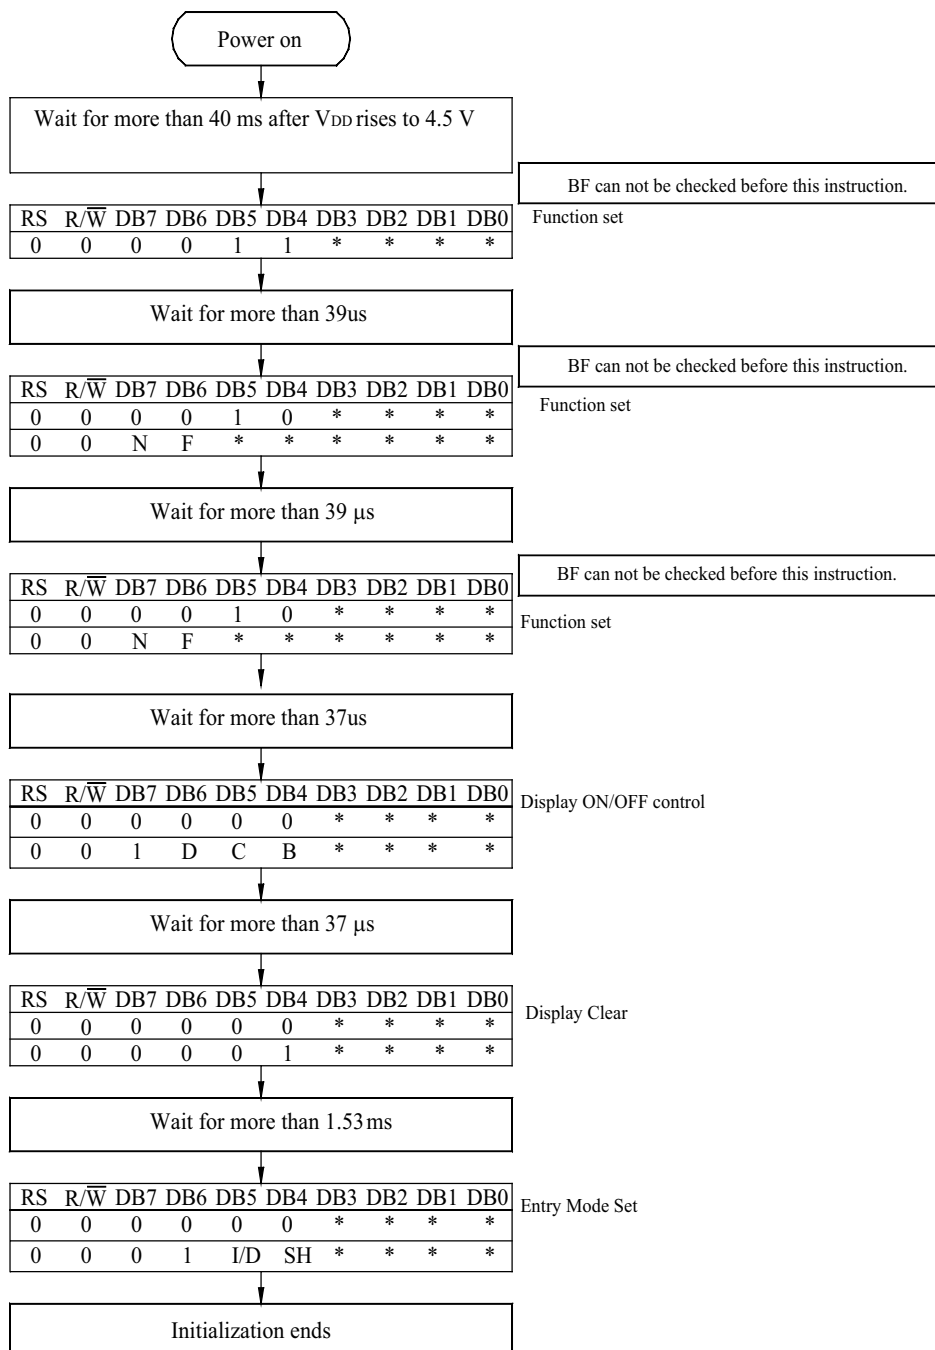 Power on
Wait for more than 40 ms after VDD rises to 4.5 V
BF can not be checked before this instruction.
RS R/W̅ DB7 DB6 DB5 DB4 DB3 DB2 DB1 DB0
Function set
0 0 0 0 1 1 * * * *
Wait for more than 39us
BF can not be checked before this instruction.
RS R/W̅ DB7 DB6 DB5 DB4 DB3 DB2 DB1 DB0
Function set
0 0 0 0 1 0 * * * *
0 0 N F * * * * * *
Wait for more than 39 μs
BF can not be checked before this instruction.
RS R/W̅ DB7 DB6 DB5 DB4 DB3 DB2 DB1 DB0
0 0 0 0 1 0 * * * *
Function set
0 0 N F * * * * * *
Wait for more than 37us
RS R/W̅ DB7 DB6 DB5 DB4 DB3 DB2 DB1 DB0
Display ON/OFF control
0 0 0 0 0 0 * * * *
0 0 1 D C B * * * *
Wait for more than 37 μs
RS R/W̅ DB7 DB6 DB5 DB4 DB3 DB2 DB1 DB0
Display Clear
0 0 0 0 0 0 * * * *
0 0 0 0 0 1 * * * *
Wait for more than 1.53ms
RS R/W̅ DB7 DB6 DB5 DB4 DB3 DB2 DB1 DB0
Entry Mode Set
0 0 0 0 0 0 * * * *
0 0 0 1 I/D SH * * * *
Initialization ends